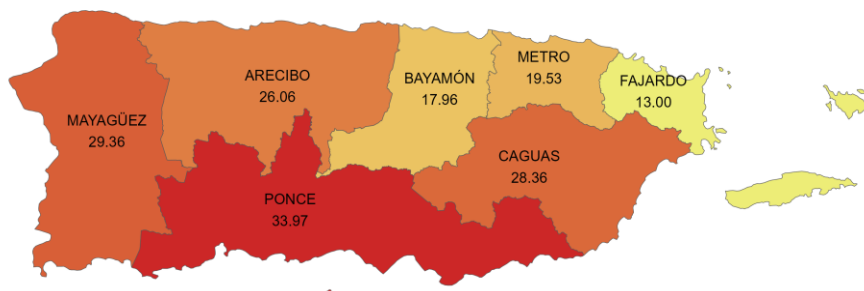 METRO
19.53
ARECIBO
26.06
BAYAMÓN
17.96
FAJARDO
13.00
MAYAGÜEZ
29.36
CAGUAS
28.36
PONCE
33.97